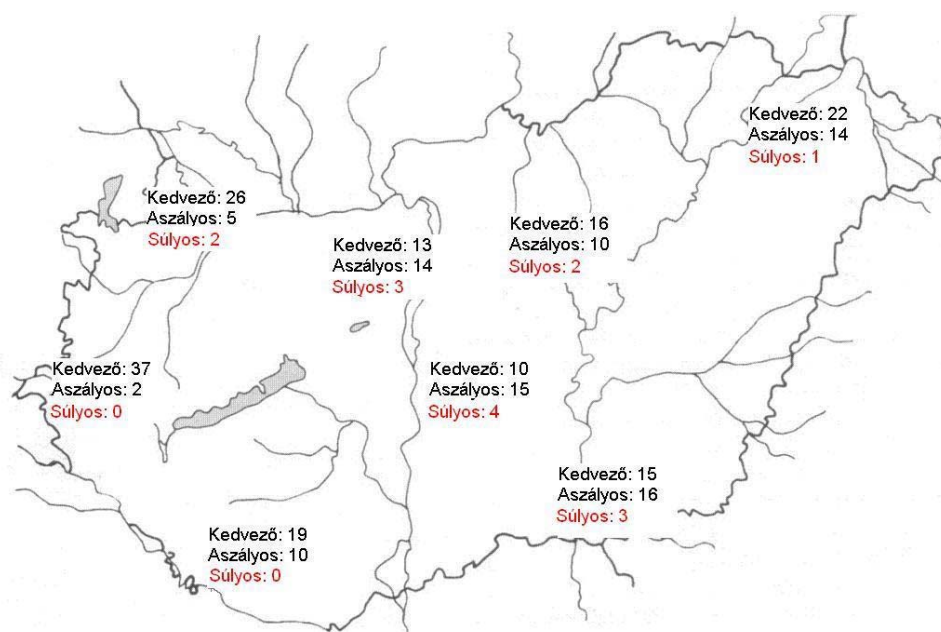 Kedvező: 22
Aszályos: 14
Súlyos: 1
Kedvező: 26
Aszályos: 5
Súlyos: 2
Kedvező: 16
Aszályos: 10
Súlyos: 2
Kedvező: 13
Aszályos: 14
Súlyos: 3
Kedvező: 37
Aszályos: 2
Súlyos: 0
Kedvező: 10
Aszályos: 15
Súlyos: 4
Kedvező: 15
Aszályos: 16
Súlyos: 3
Kedvező: 19
Aszályos: 10
Súlyos: 0